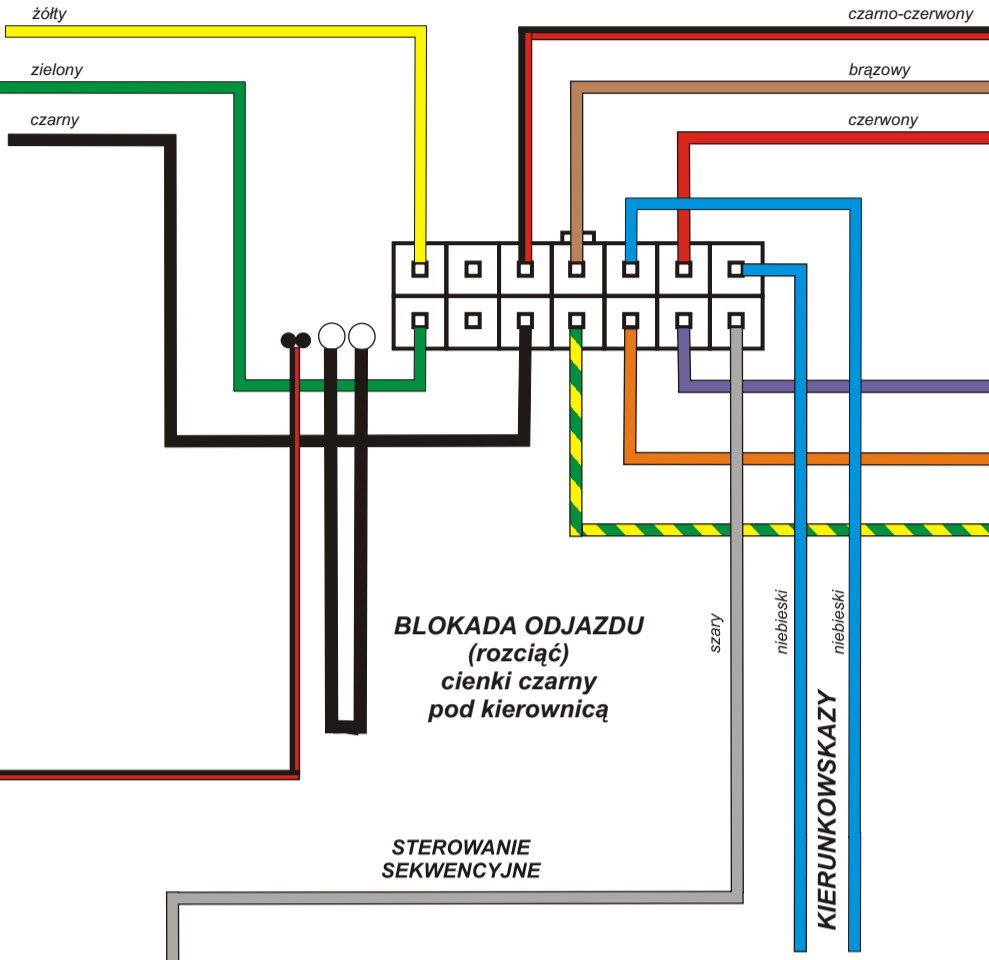 żółty
czarno-czerwony
zielony
brązowy
czarny
czerwony
BLOKADA ODJAZDU
(rozciąć)
cienki czarny
pod kierownicą
szary
niebieski
niebieski
KIERUNKOWSKAZY
STEROWANIE
SEKWENCYJNE